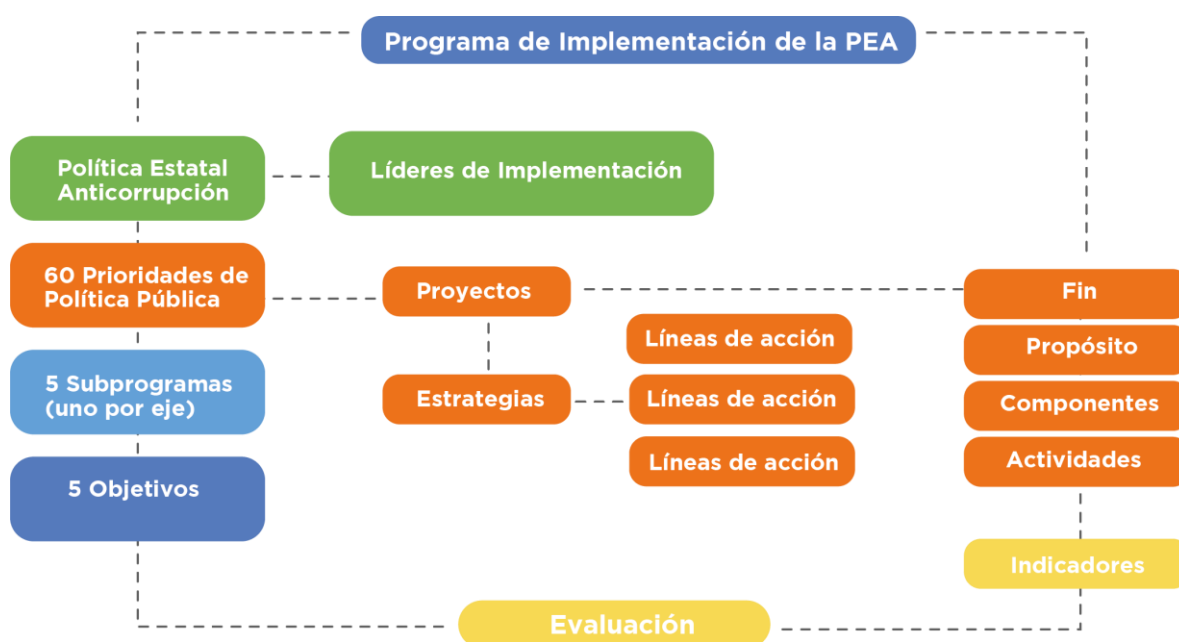 Programa de Implementación de la PEA
Política Estatal
Anticorrupción
Líderes de Implementación
60 Prioridades de
Política Pública
Proyectos
Fin
Líneas de acción
Propósito
5 Subprogramas
(uno por eje)
Estrategias
Líneas de acción
Componentes
Líneas de acción
Actividades
5 Objetivos
Indicadores
Evaluación